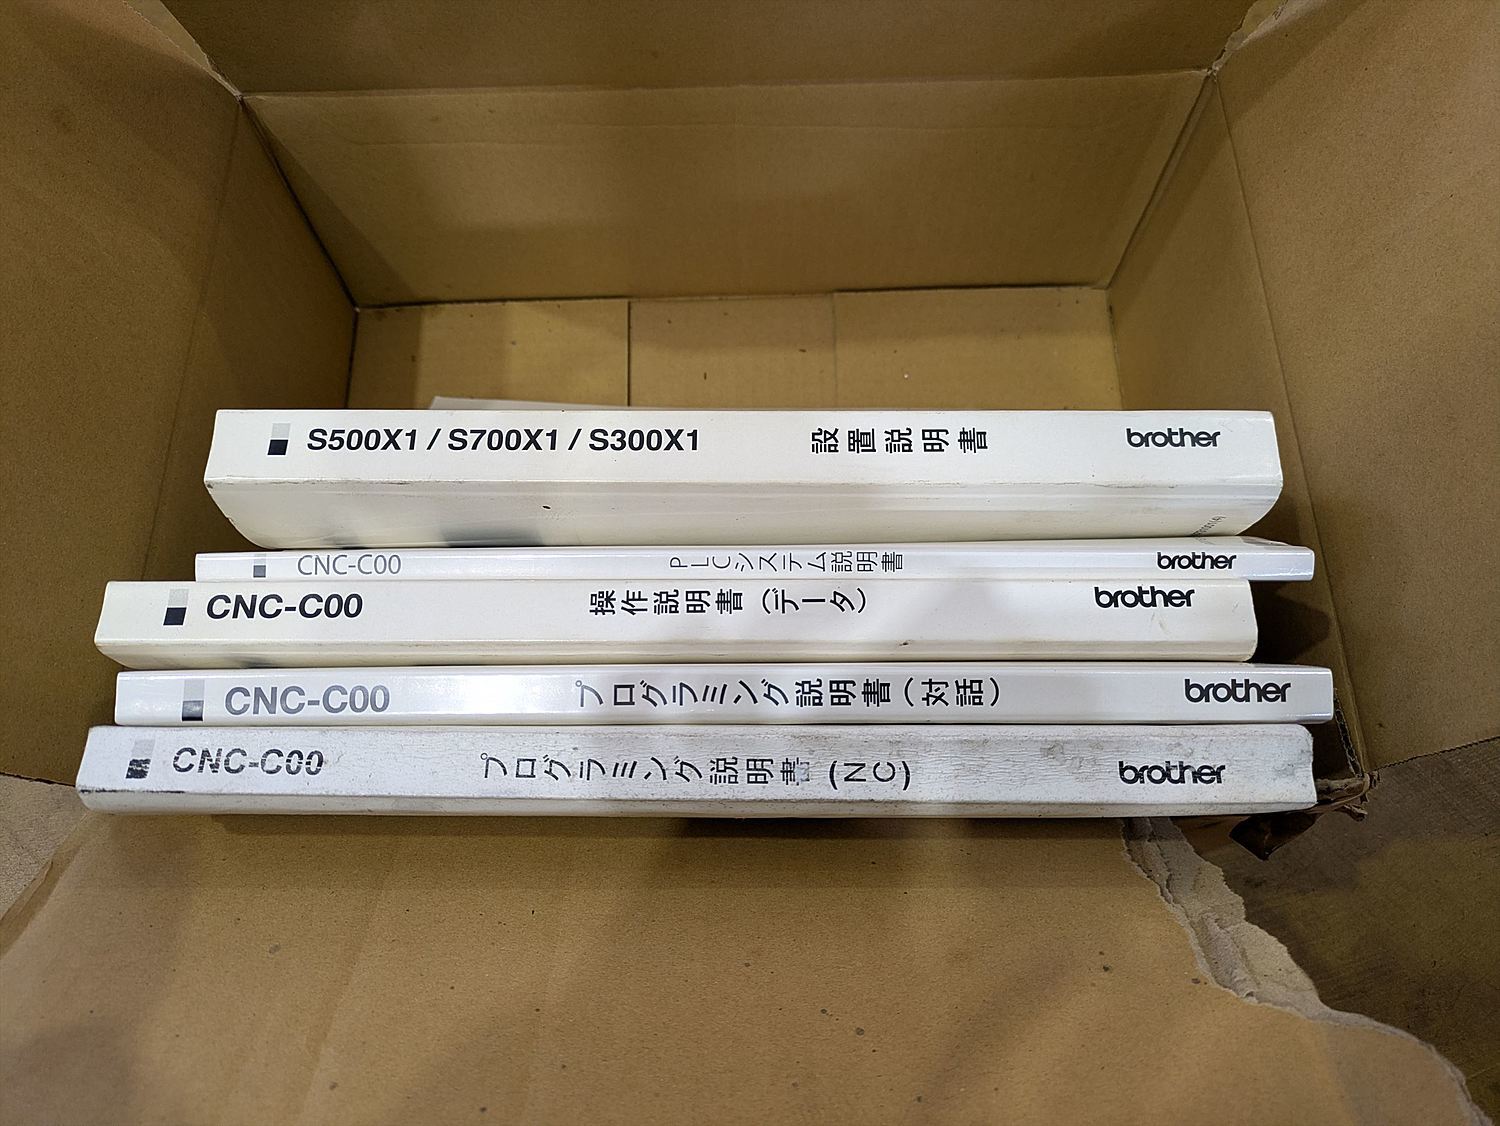 S500X1 / S700X1 / S300X1 設置説明書 brother
CNC-C00 PLCシステム説明書 brother
CNC-C00 操作説明書(データ) brother
CNC-C00 プログラミング説明書(対話) brother
CNC-C00 プログラミング説明書(NC) brother